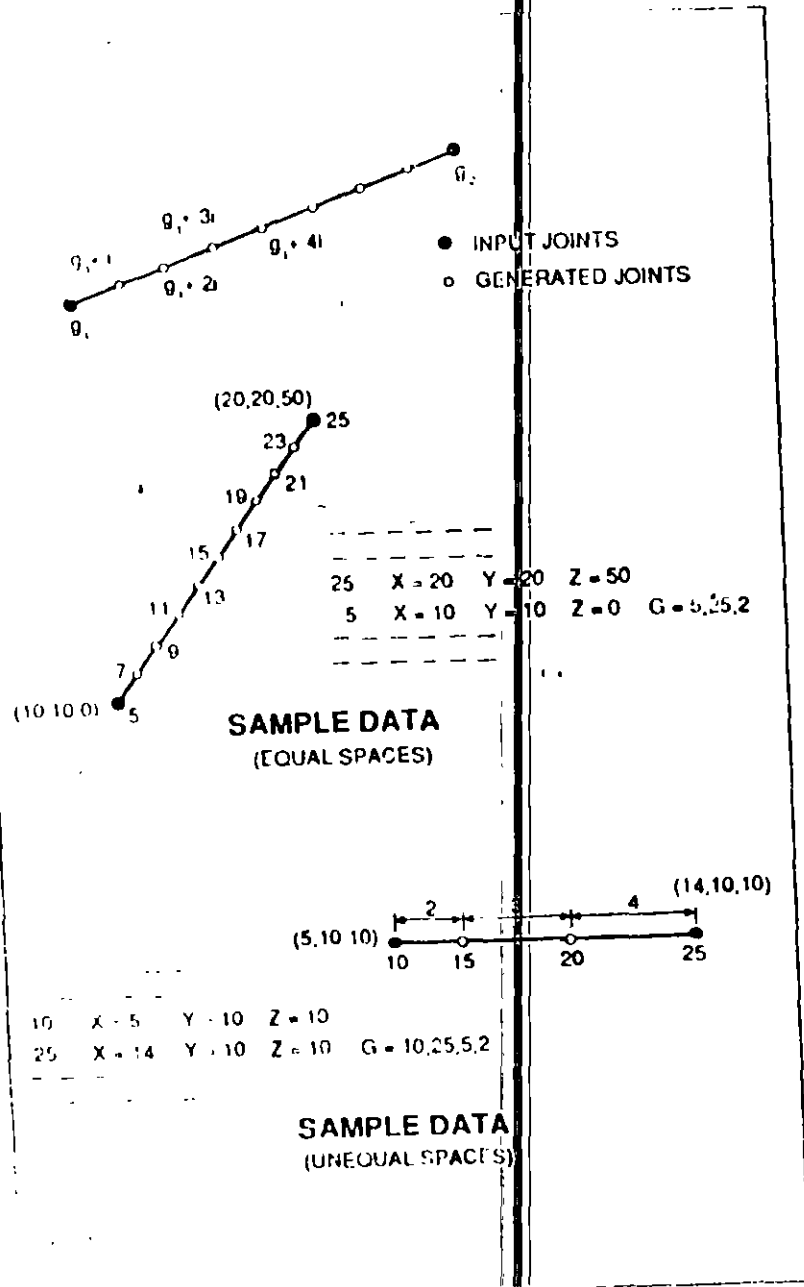 g₂
g₁ + 3i
g₁ + i
g₁ + 4i
g₁ + 2i
g₁
● INPUT JOINTS
○ GENERATED JOINTS
(20,20,50)
25
23
21
19
17
15
13
11
9
7
(10 10 0)
5
25 X = 20 Y = 20 Z = 50
5 X = 10 Y = 10 Z = 0 G = 5,25,2
SAMPLE DATA
(EQUAL SPACES)
(14,10,10)
2 4
(5,10 10)
10 15 20 25
10 X = 5 Y = 10 Z = 10
25 X = 14 Y = 10 Z = 10 G = 10,25,5,2
SAMPLE DATA
(UNEQUAL SPACES)